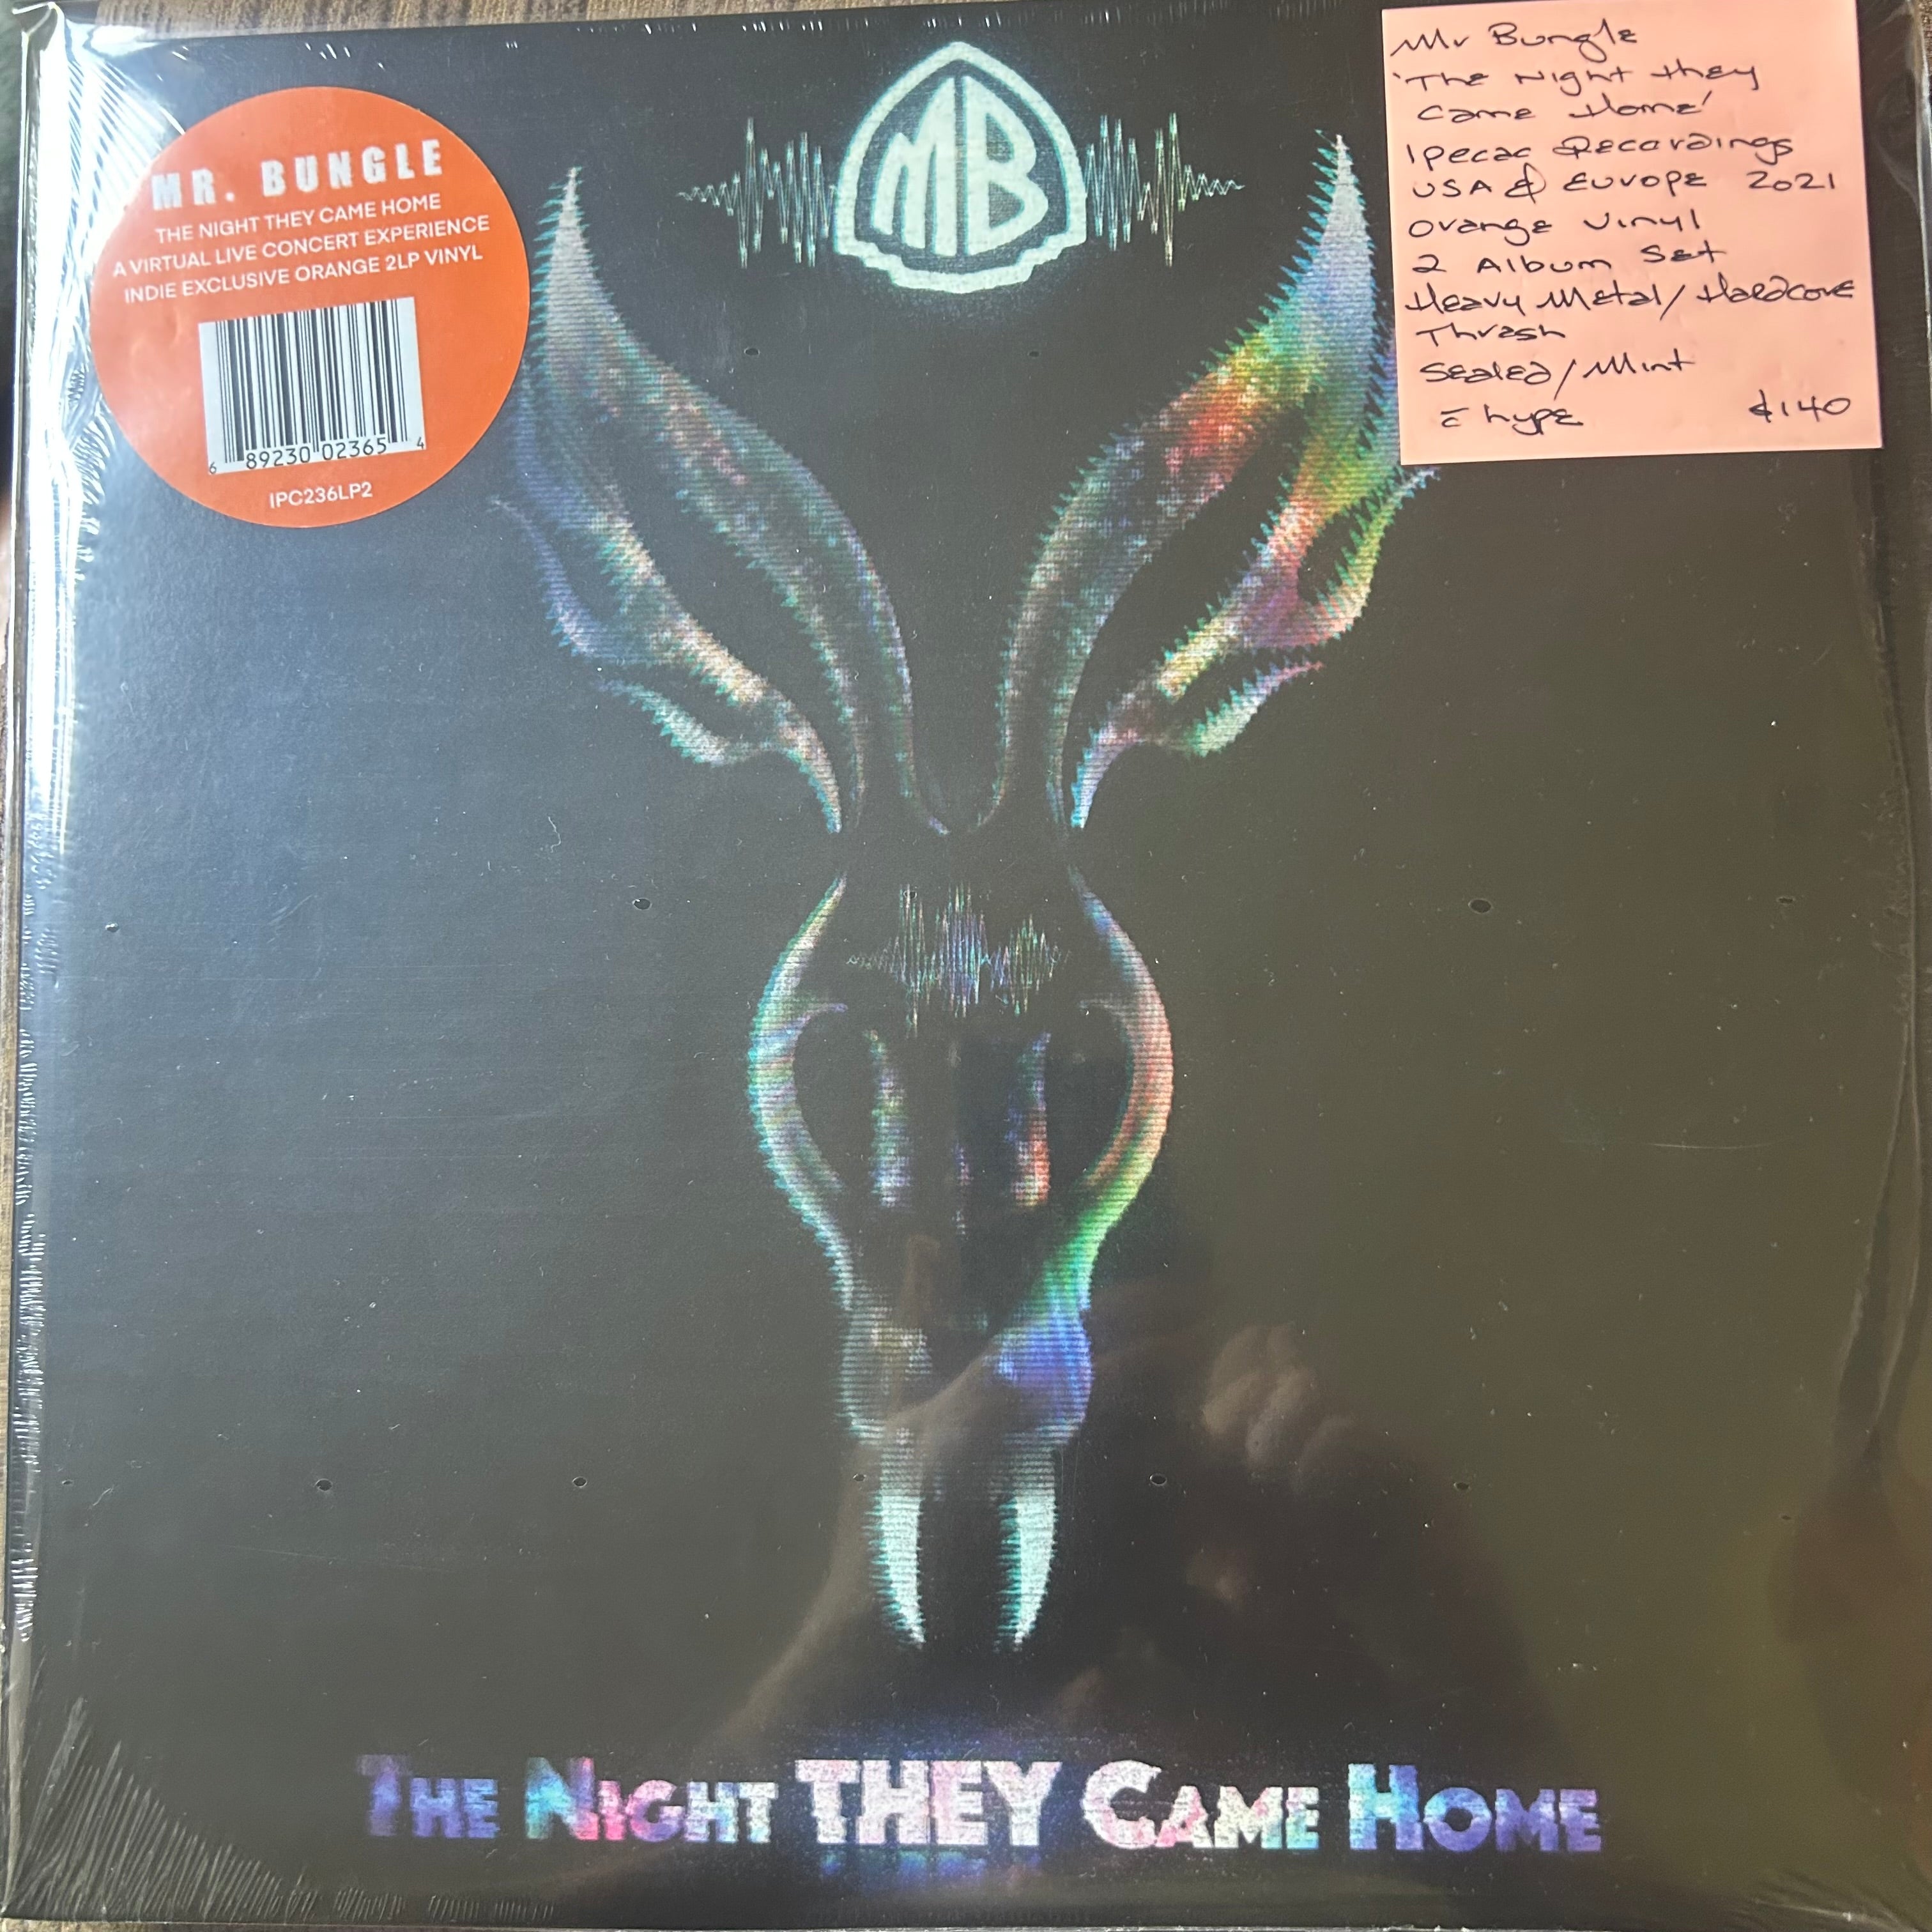 MB
MR. BUNGLE
THE NIGHT THEY CAME HOME
A VIRTUAL LIVE CONCERT EXPERIENCE
INDIE EXCLUSIVE ORANGE 2LP VINYL
6 89230 02365 4
IPC236LP2
Mr Bungle
'The Night they
Came Home'
Ipecac Recordings
USA & Europe 2021
Orange Vinyl
2 Album Set
Heavy Metal/Hardcore
Thrash
Sealed/Mint
c̄ hype $140
THE NIGHT THEY CAME HOME